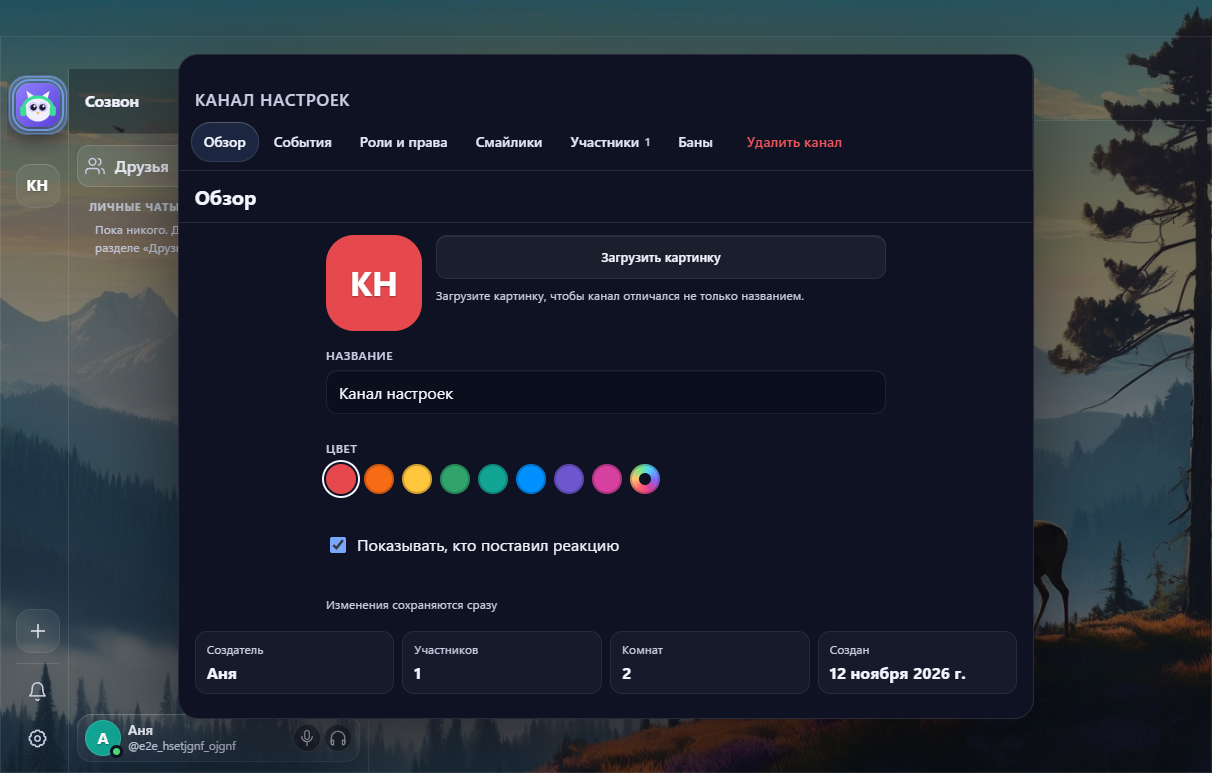 Созвон
КН
Друзья
ЛИЧНЫЕ ЧАТЫ
Пока никого. Д
разделе «Друзь
КАНАЛ НАСТРОЕК
Обзор
События
Роли и права
Смайлики
Участники 1
Баны
Удалить канал
Обзор
КН
Загрузить картинку
Загрузите картинку, чтобы канал отличался не только названием.
НАЗВАНИЕ
Канал настроек
ЦВЕТ
Показывать, кто поставил реакцию
Изменения сохраняются сразу
Создатель
Аня
Участников
1
Комнат
2
Создан
12 ноября 2026 г.
А
Аня
@e2e_hsetjgnf_ojgnf